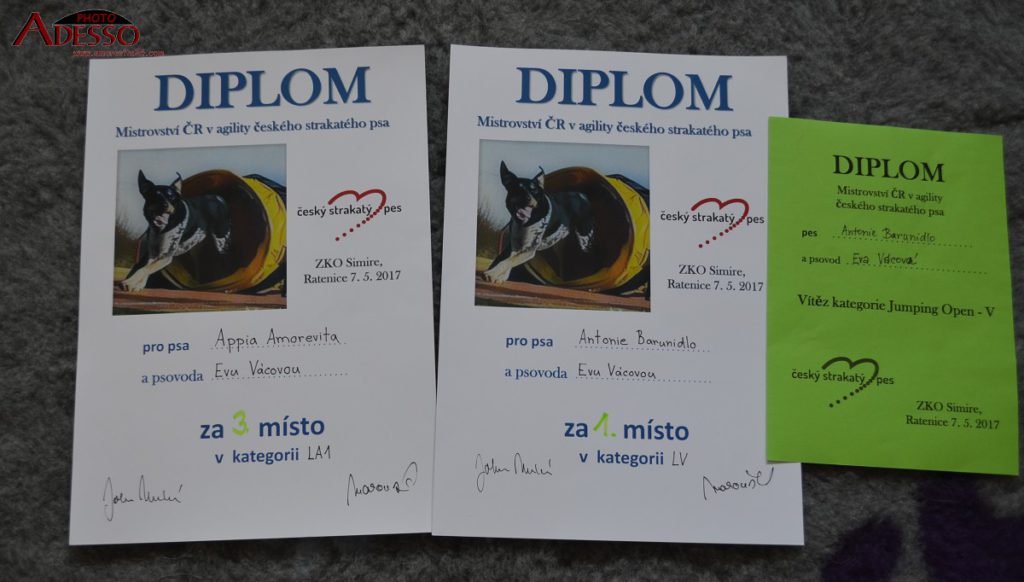 PHOTO
ADESSO
DIPLOM
Mistrovství ČR v agility českého strakatého psa
český strakatý pes
ZKO Simire,
Ratenice 7. 5. 2017
pro psa Appia Amorevita
a psovoda Evu Vácovou
za 3. místo
v kategorii LA1
DIPLOM
Mistrovství ČR v agility českého strakatého psa
český strakatý pes
ZKO Simire,
Ratenice 7. 5. 2017
pro psa Antonie Barunidlo
a psovoda Evu Vácovou
za 1. místo
v kategorii LV
DIPLOM
Mistrovství ČR v agility
českého strakatého psa
pes Antonie Barunidlo
a psovod Eva Vácová
Vítěz kategorie Jumping Open - V
český strakatý pes
ZKO Simire,
Ratenice 7. 5. 2017